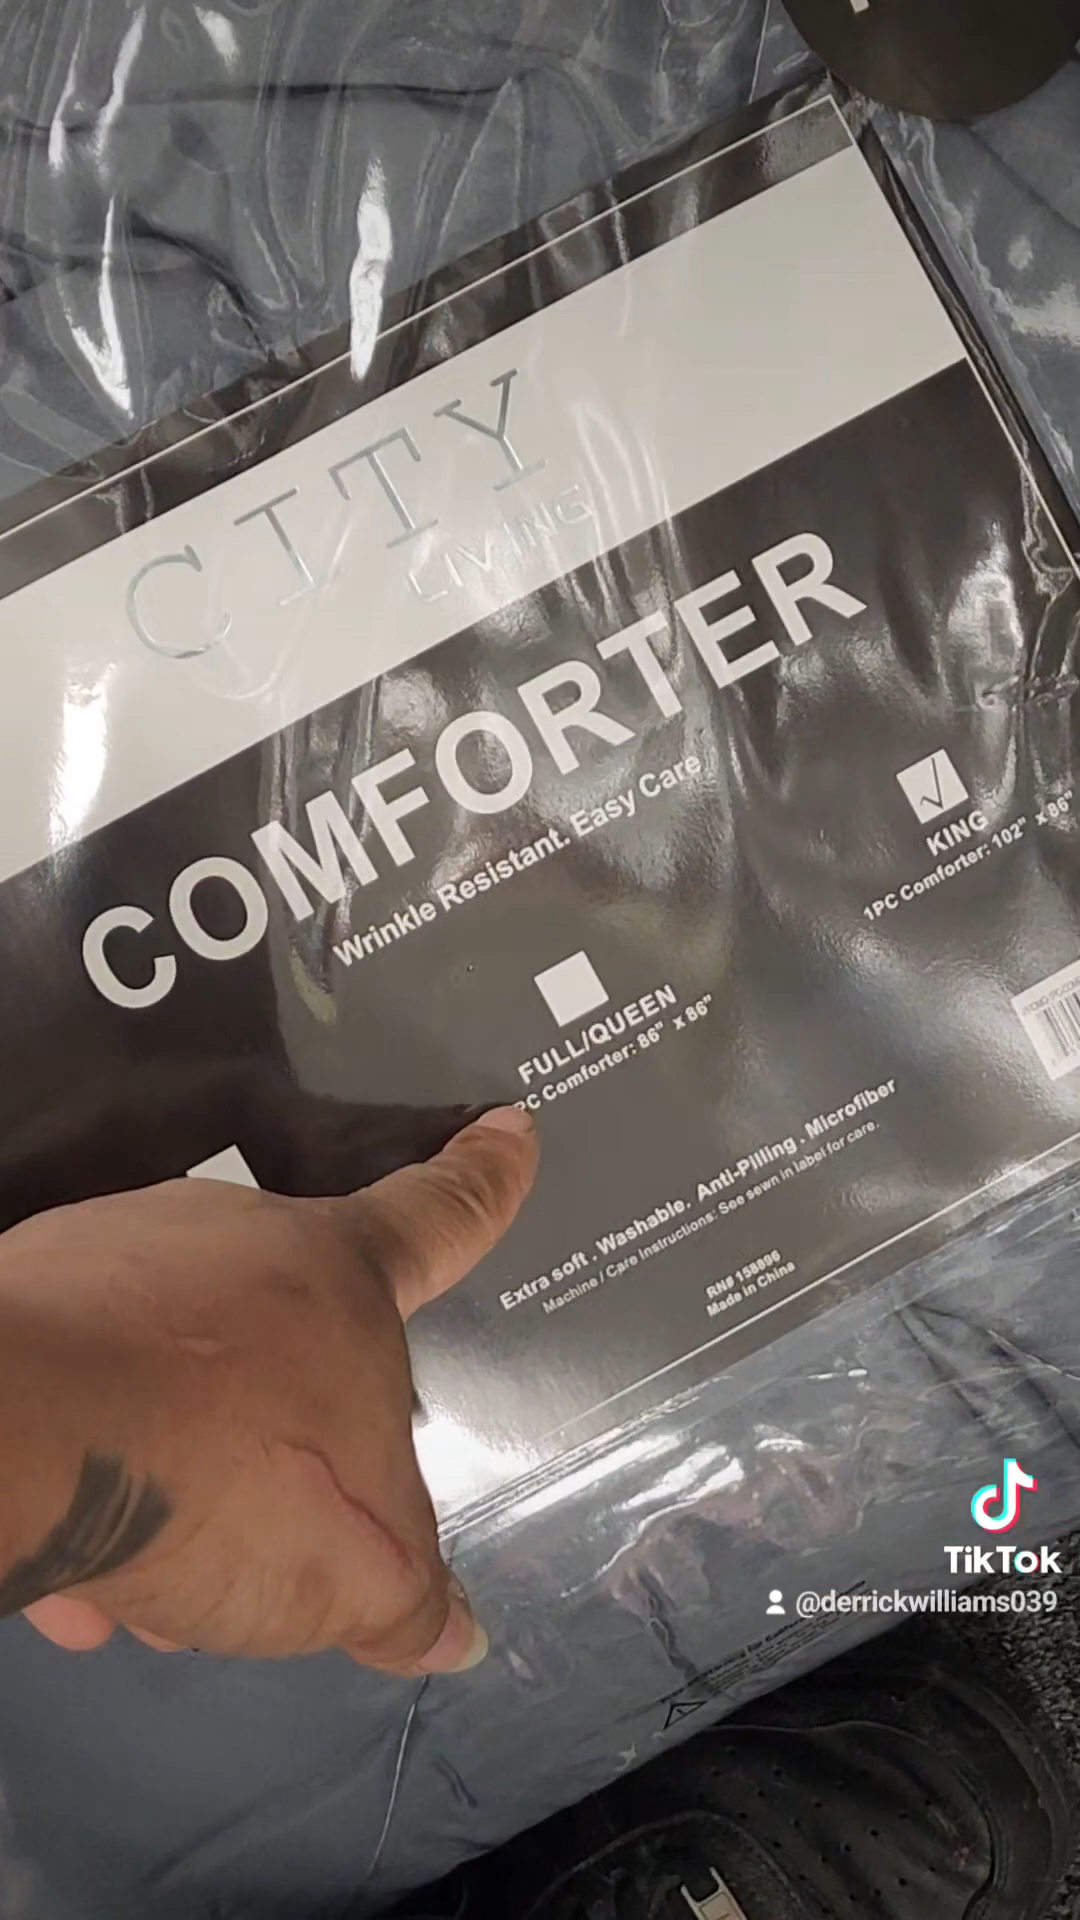 CITY
LIVING
COMFORTER
Wrinkle Resistant. Easy Care
KING
1PC Comforter: 102" x 86"
FULL/QUEEN
PC Comforter: 86" x 86"
Extra soft . Washable. Anti-Pilling . Microfiber
Machine / Care Instructions: See sewn in label for care.
RN# 158896
Made in China
TikTok
@derrickwilliams039